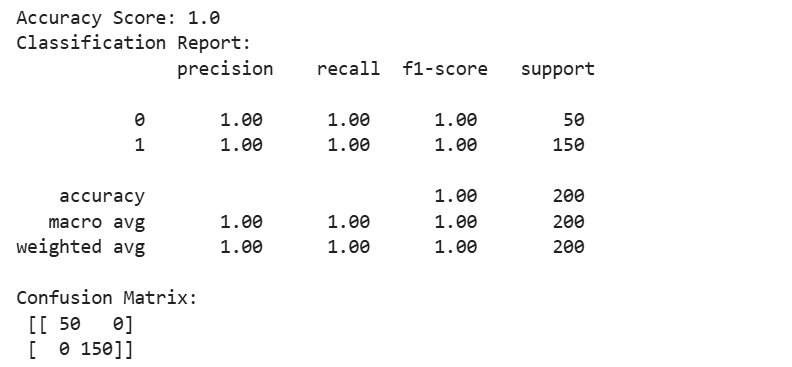 Accuracy Score: 1.0
Classification Report:
              precision    recall  f1-score   support

           0       1.00      1.00      1.00        50
           1       1.00      1.00      1.00       150

    accuracy                           1.00       200
   macro avg       1.00      1.00      1.00       200
weighted avg       1.00      1.00      1.00       200

Confusion Matrix:
 [[ 50   0]
 [  0 150]]